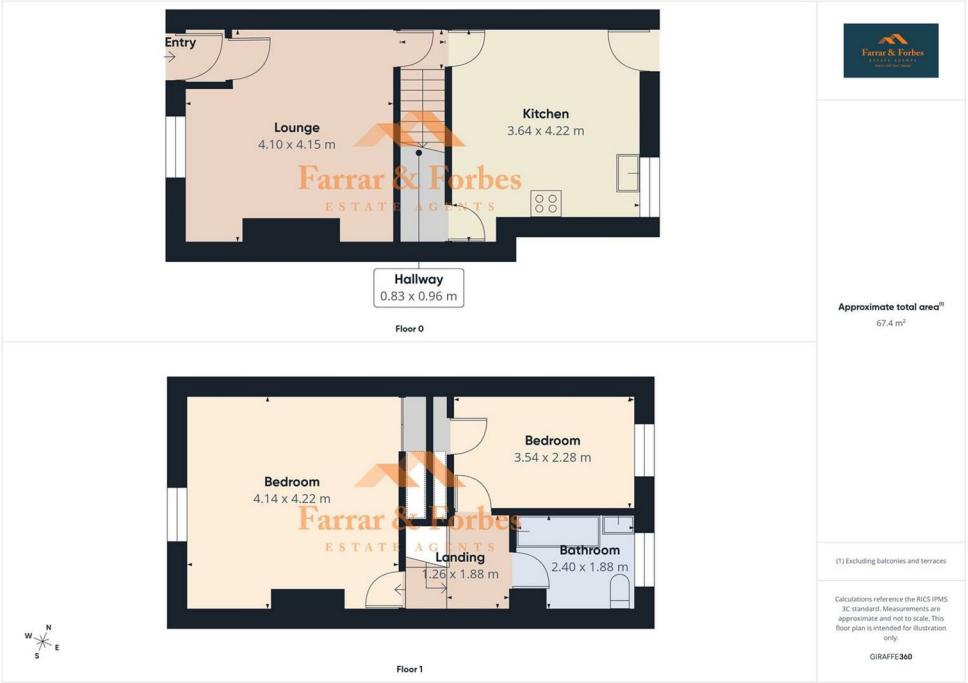 Entry
Lounge
4.10 x 4.15 m
Kitchen
3.64 x 4.22 m
Farrar & Forbes
ESTATE AGENTS
Hallway
0.83 x 0.96 m
Floor 0
Bedroom
4.14 x 4.22 m
Bedroom
3.54 x 2.28 m
Farrar & Forbes
ESTATE AGENTS
Landing
1.26 x 1.88 m
Bathroom
2.40 x 1.88 m
N
W
E
S
Floor 1
Farrar & Forbes
ESTATE AGENTS
Approximate total area(1)
67.4 m²
(1) Excluding balconies and terraces
Calculations reference the RICS IPMS
3C standard. Measurements are
approximate and not to scale. This
floor plan is intended for illustration
only.
GIRAFFE360